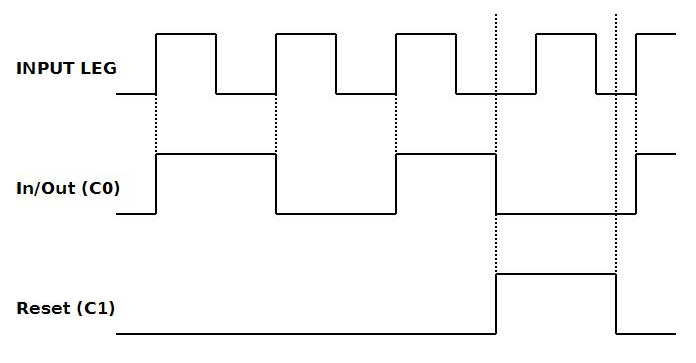 INPUT LEG
In/Out (C0)
Reset (C1)